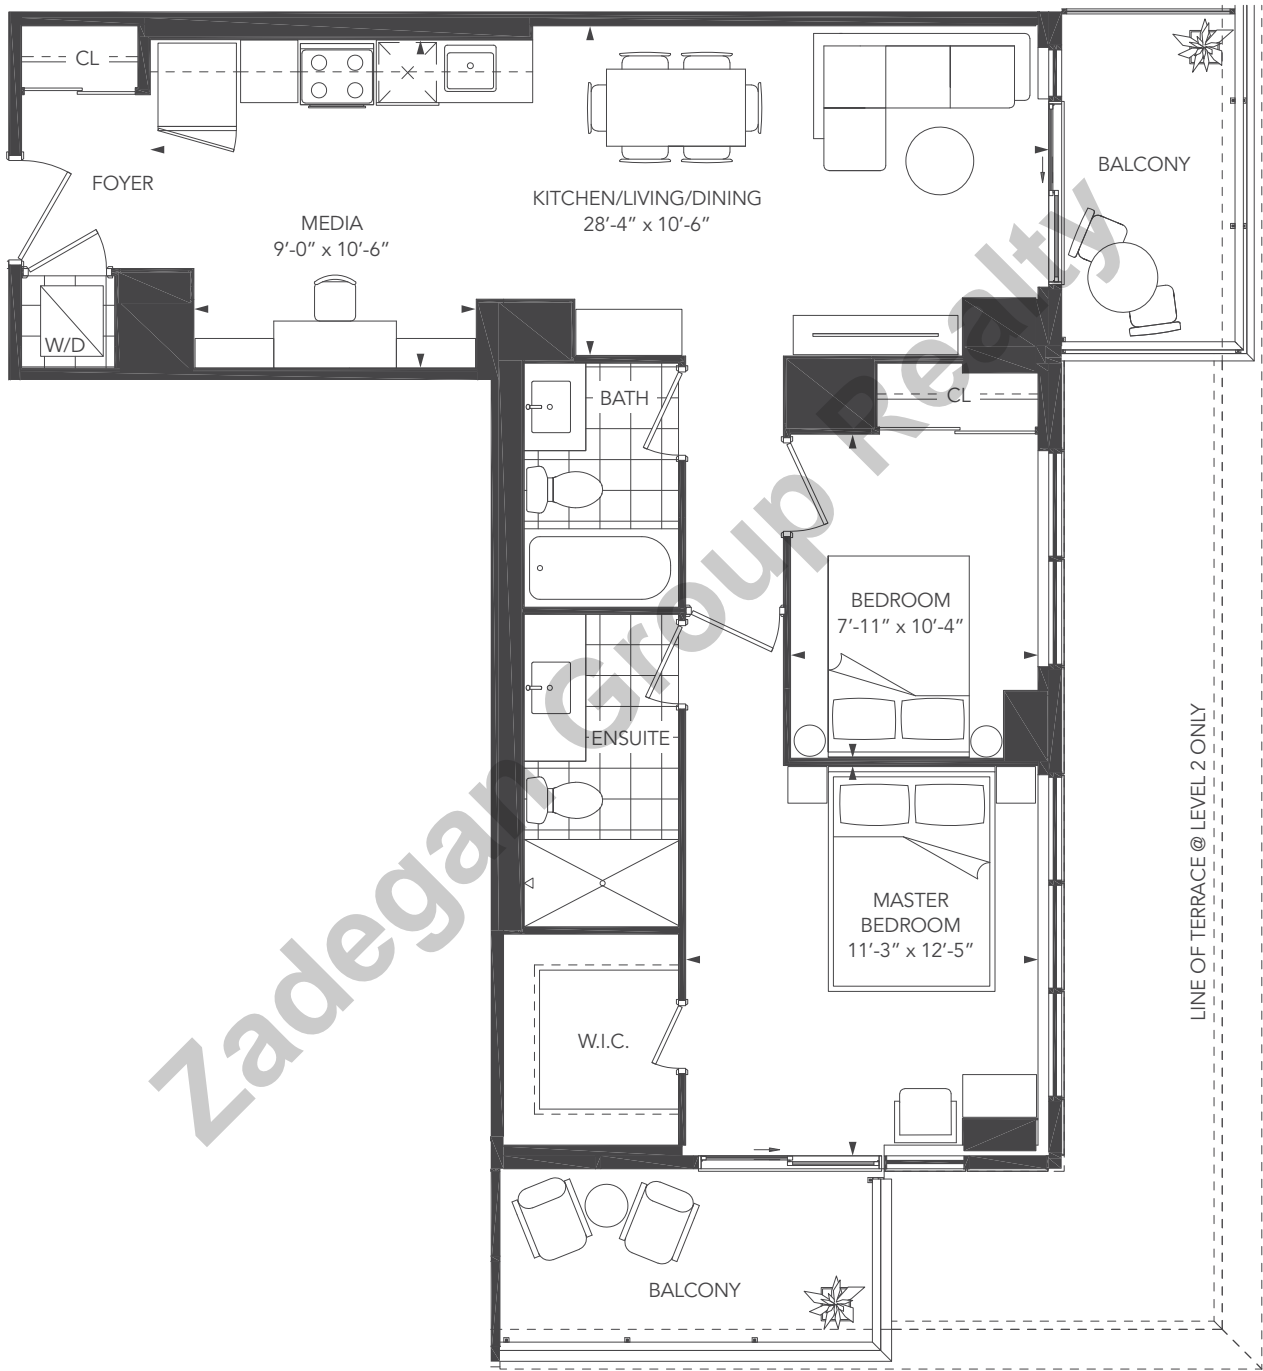 CL
BALCONY
FOYER
KITCHEN/LIVING/DINING
28'-4" x 10'-6"
MEDIA
9'-0" x 10'-6"
W/D
BATH
CL
BEDROOM
7'-11" x 10'-4"
ENSUITE
MASTER
BEDROOM
11'-3" x 12'-5"
LINE OF TERRACE @ LEVEL 2 ONLY
W.I.C.
BALCONY
Zadegan Group Realty